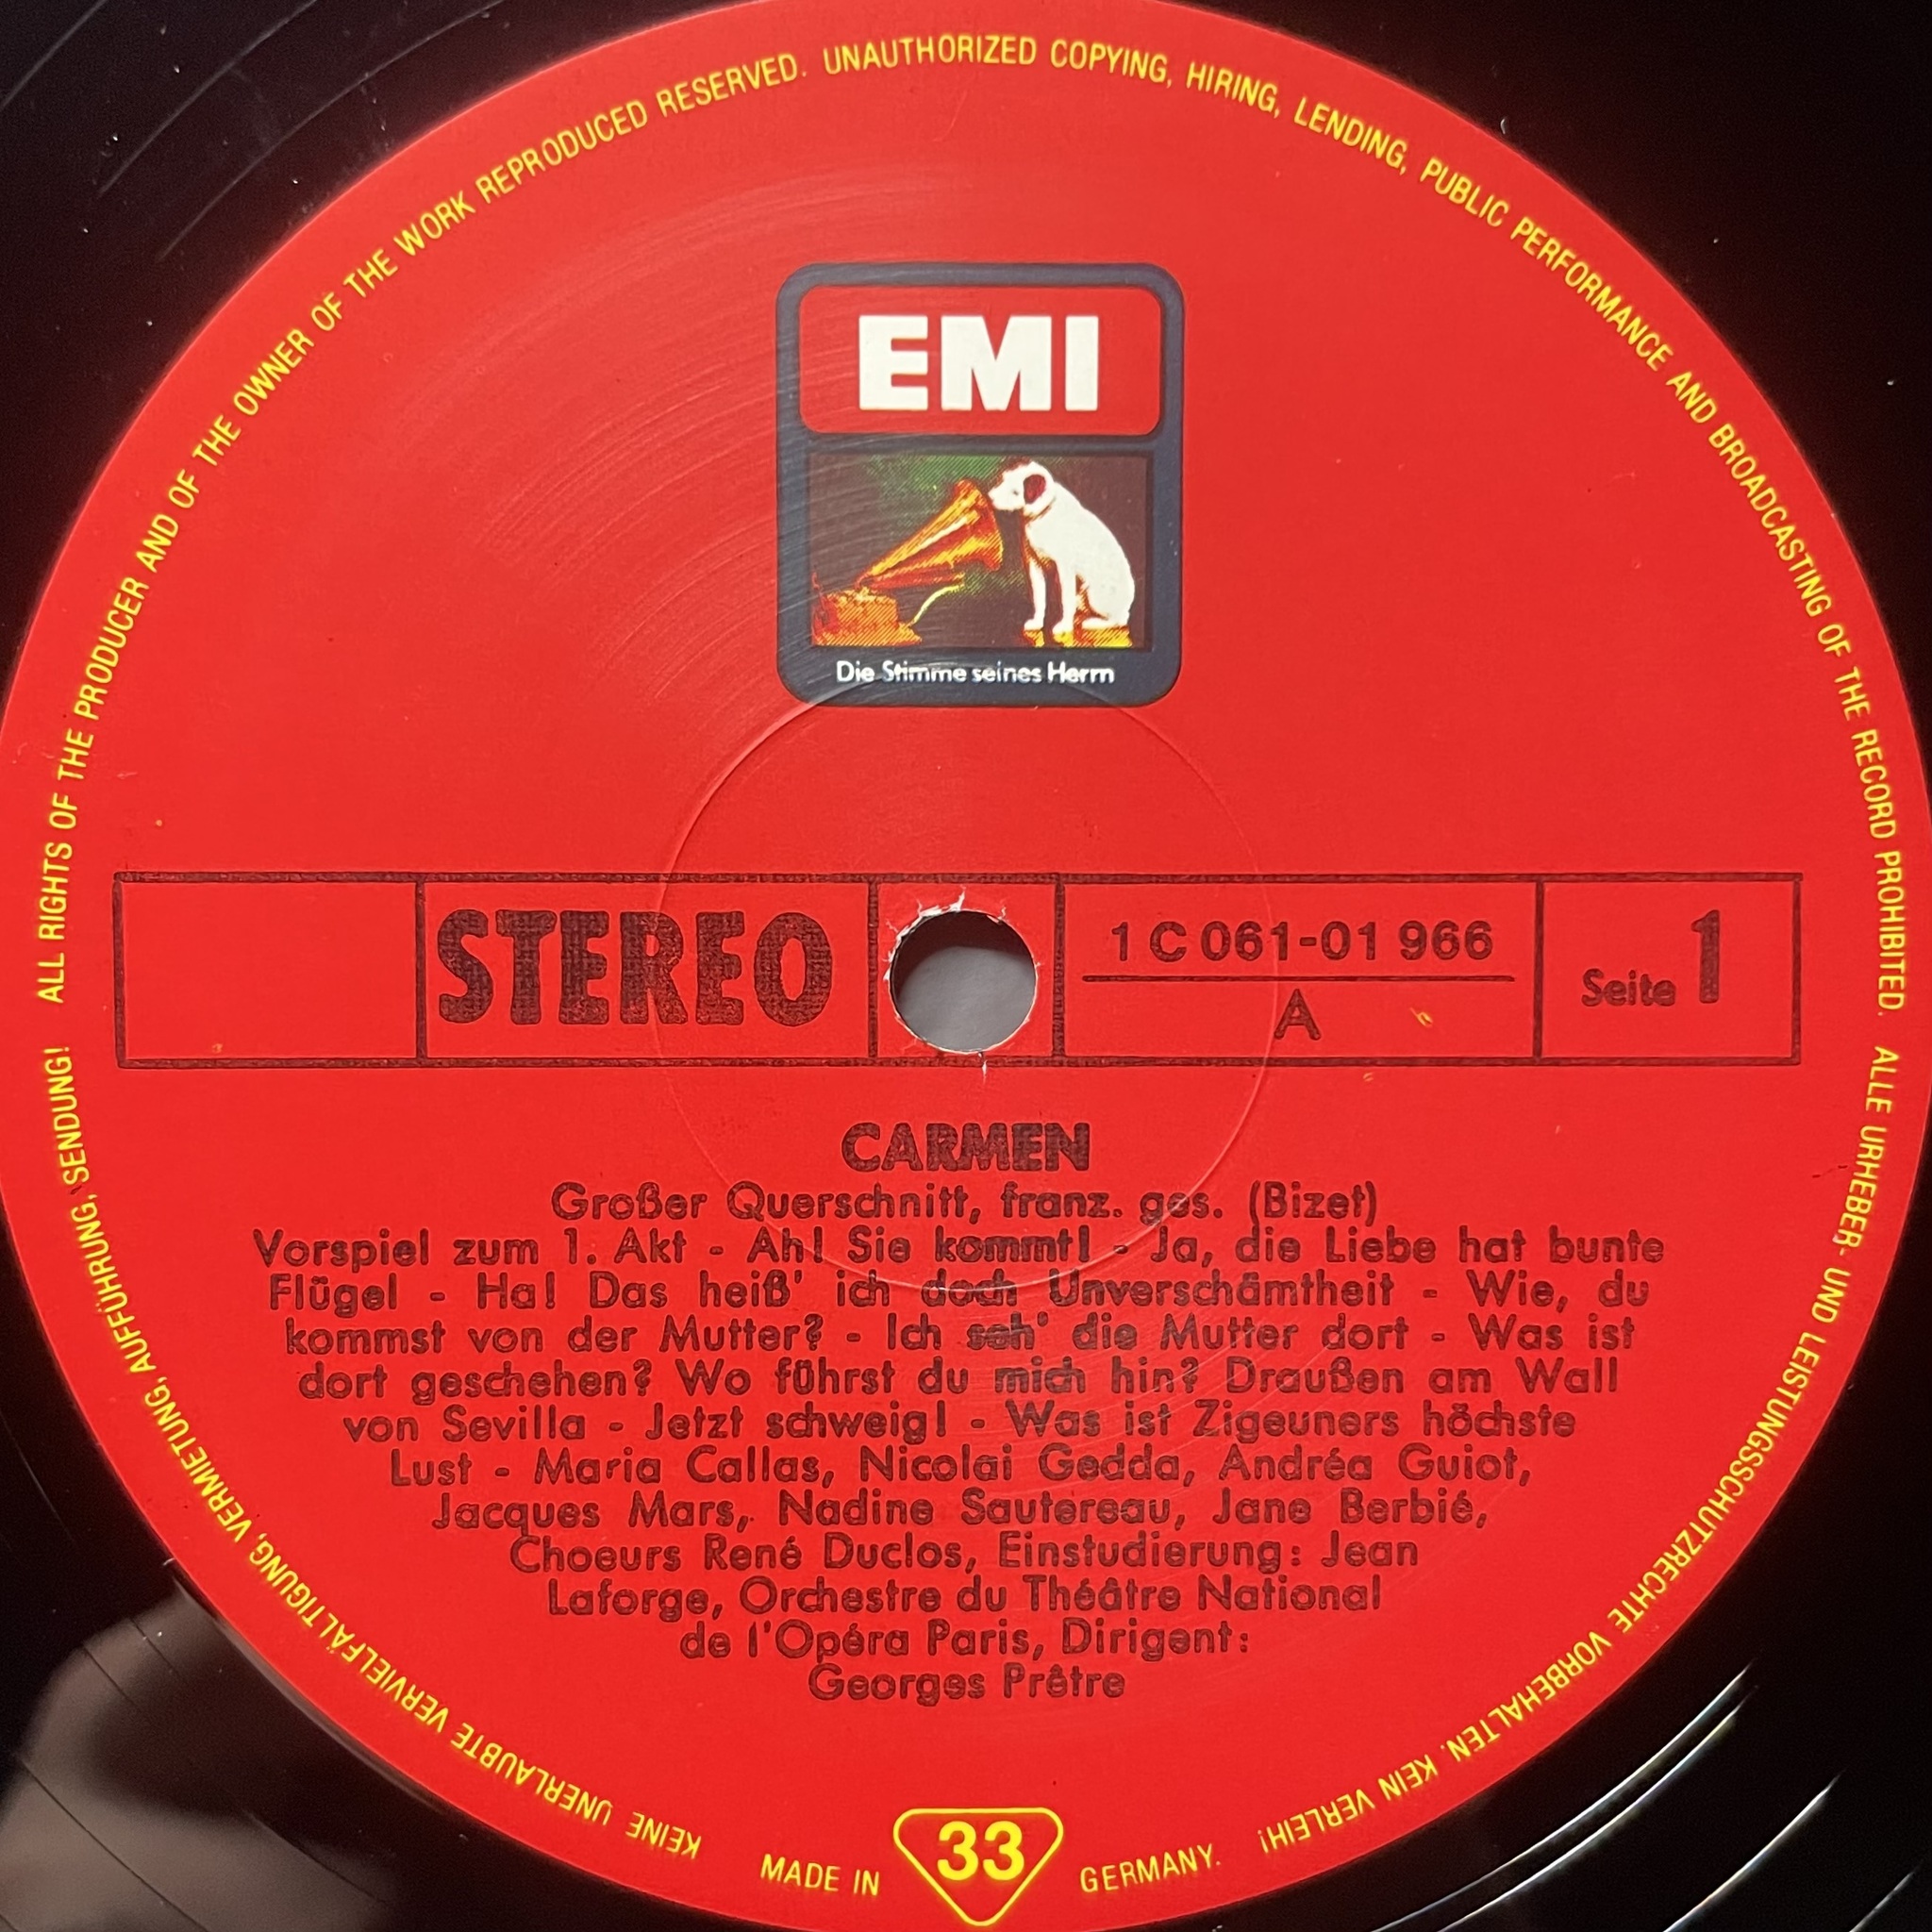 ALL RIGHTS OF THE PRODUCER AND OF THE OWNER OF THE WORK REPRODUCED RESERVED. UNAUTHORIZED COPYING, HIRING, LENDING, PUBLIC PERFORMANCE AND BROADCASTING OF THE RECORD PROHIBITED.
EMI
Die Stimme seines Herrn
STEREO
1 C 061-01 966
A
Seite 1
CARMEN
Großer Querschnitt, franz. ges. (Bizet)
Vorspiel zum 1. Akt - Ah! Sie kommt! - Ja, die Liebe hat bunte
Flügel - Ha! Das heiß' ich doch Unverschämtheit - Wie, du
kommst von der Mutter? - Ich seh' die Mutter dort - Was ist
dort geschehen? Wo führst du mich hin? Draußen am Wall
von Sevilla - Jetzt schweig! - Was ist Zigeuners höchste
Lust - Maria Callas, Nicolai Gedda, Andréa Guiot,
Jacques Mars, Nadine Sautereau, Jane Berbié,
Choeurs René Duclos, Einstudierung: Jean
Laforge, Orchestre du Théâtre National
de l'Opéra Paris, Dirigent:
Georges Prêtre
ALLE URHEBER- UND LEISTUNGSSCHUTZRECHTE VORBEHALTEN. KEIN VERLEIH! KEINE UNERLAUBTE VERVIELFÄLTIGUNG, VERMIETUNG, AUFFÜHRUNG, SENDUNG!
MADE IN 33 GERMANY.